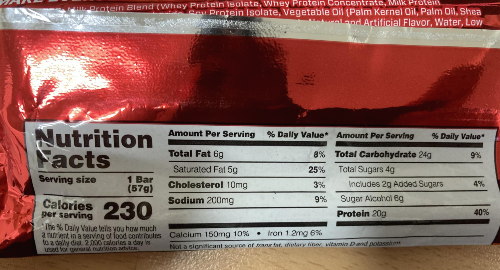 Protein Blend (Whey Protein Isolate, Whey Protein Concentrate, Milk Protein
Soy Protein Isolate, Vegetable Oil (Palm Kernel Oil, Palm Oil, Shea
Natural and Artificial Flavor, Water, Low
Nutrition
Facts
Serving size 1 Bar
(57g)
Calories
per serving 230
The % Daily Value tells you how much
a nutrient in a serving of food contributes
to a daily diet. 2,000 calories a day is
used for general nutrition advice.
Amount Per Serving % Daily Value*
Total Fat 6g 8%
Saturated Fat 5g 25%
Cholesterol 10mg 3%
Sodium 200mg 9%
Amount Per Serving % Daily Value*
Total Carbohydrate 24g 9%
Total Sugars 4g
Includes 2g Added Sugars 4%
Sugar Alcohol 6g
Protein 20g 40%
Calcium 150mg 10% • Iron 1.2mg 6%
Not a significant source of trans fat, dietary fiber, vitamin D and potassium.